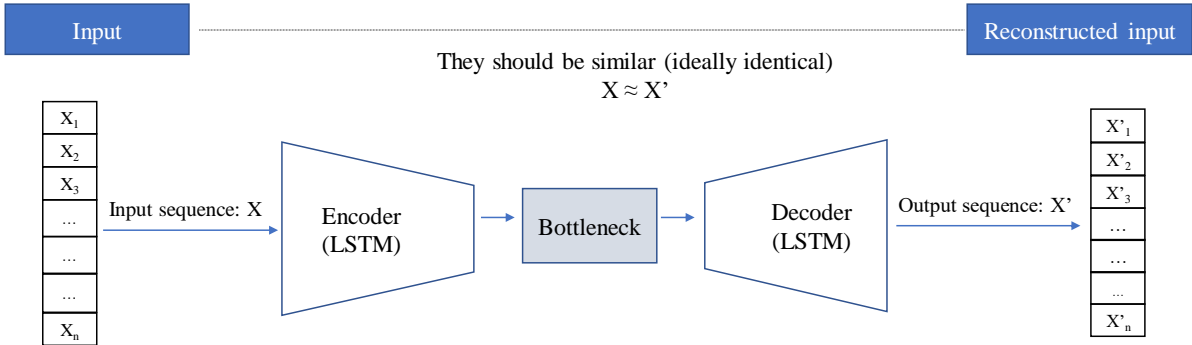 Input
Reconstructed input
They should be similar (ideally identical)
X ≈ X’
X₁
X₂
X₃
...
...
...
Xₙ
Input sequence: X
Encoder
(LSTM)
Bottleneck
Decoder
(LSTM)
Output sequence: X’
X’₁
X’₂
X’₃
...
...
...
X’ₙ